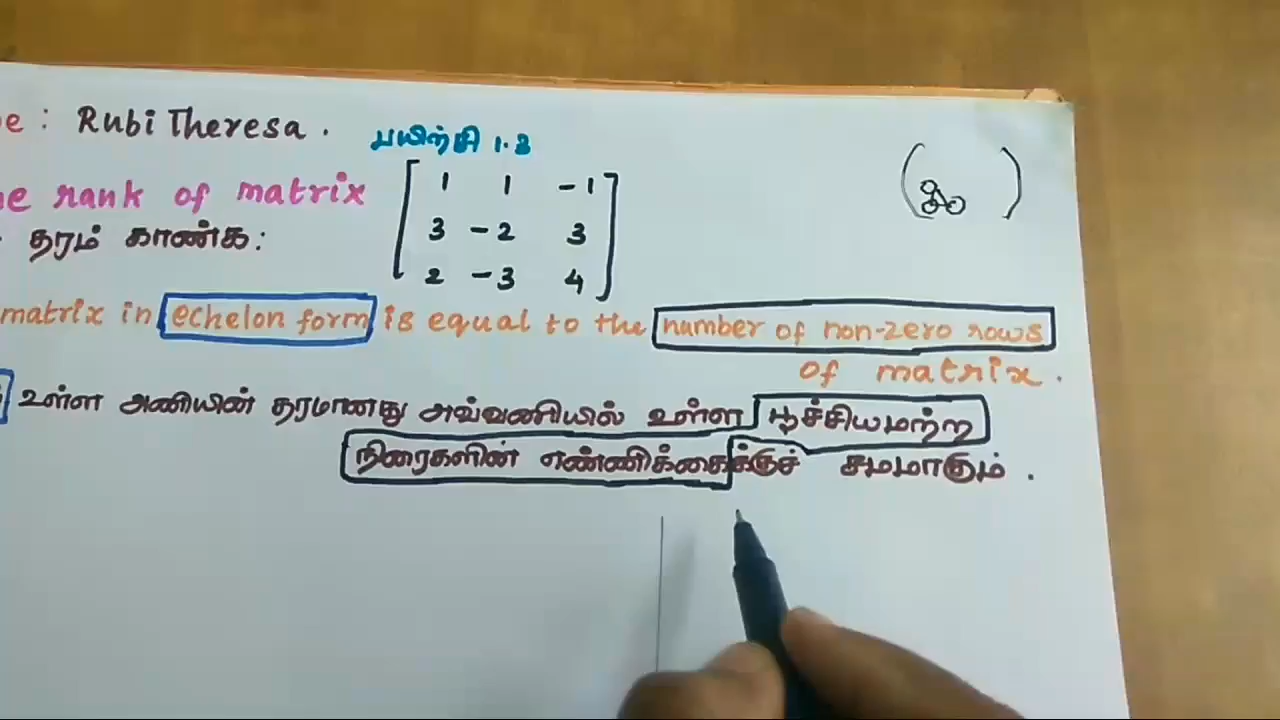 e: Rubi Theresa.
பயிற்சி 1.3
e rank of matrix
1 1 -1
3 -2 3
2 -3 4
தரம் காண்க:
matrix in echelon form is equal to the number of non-zero rows
of matrix.
உள்ள அணியின் தரமானது அவ்வணியில் உள்ள பூச்சியமற்ற
நிரைகளின் எண்ணிக்கைக்குச் சமமாகும்.